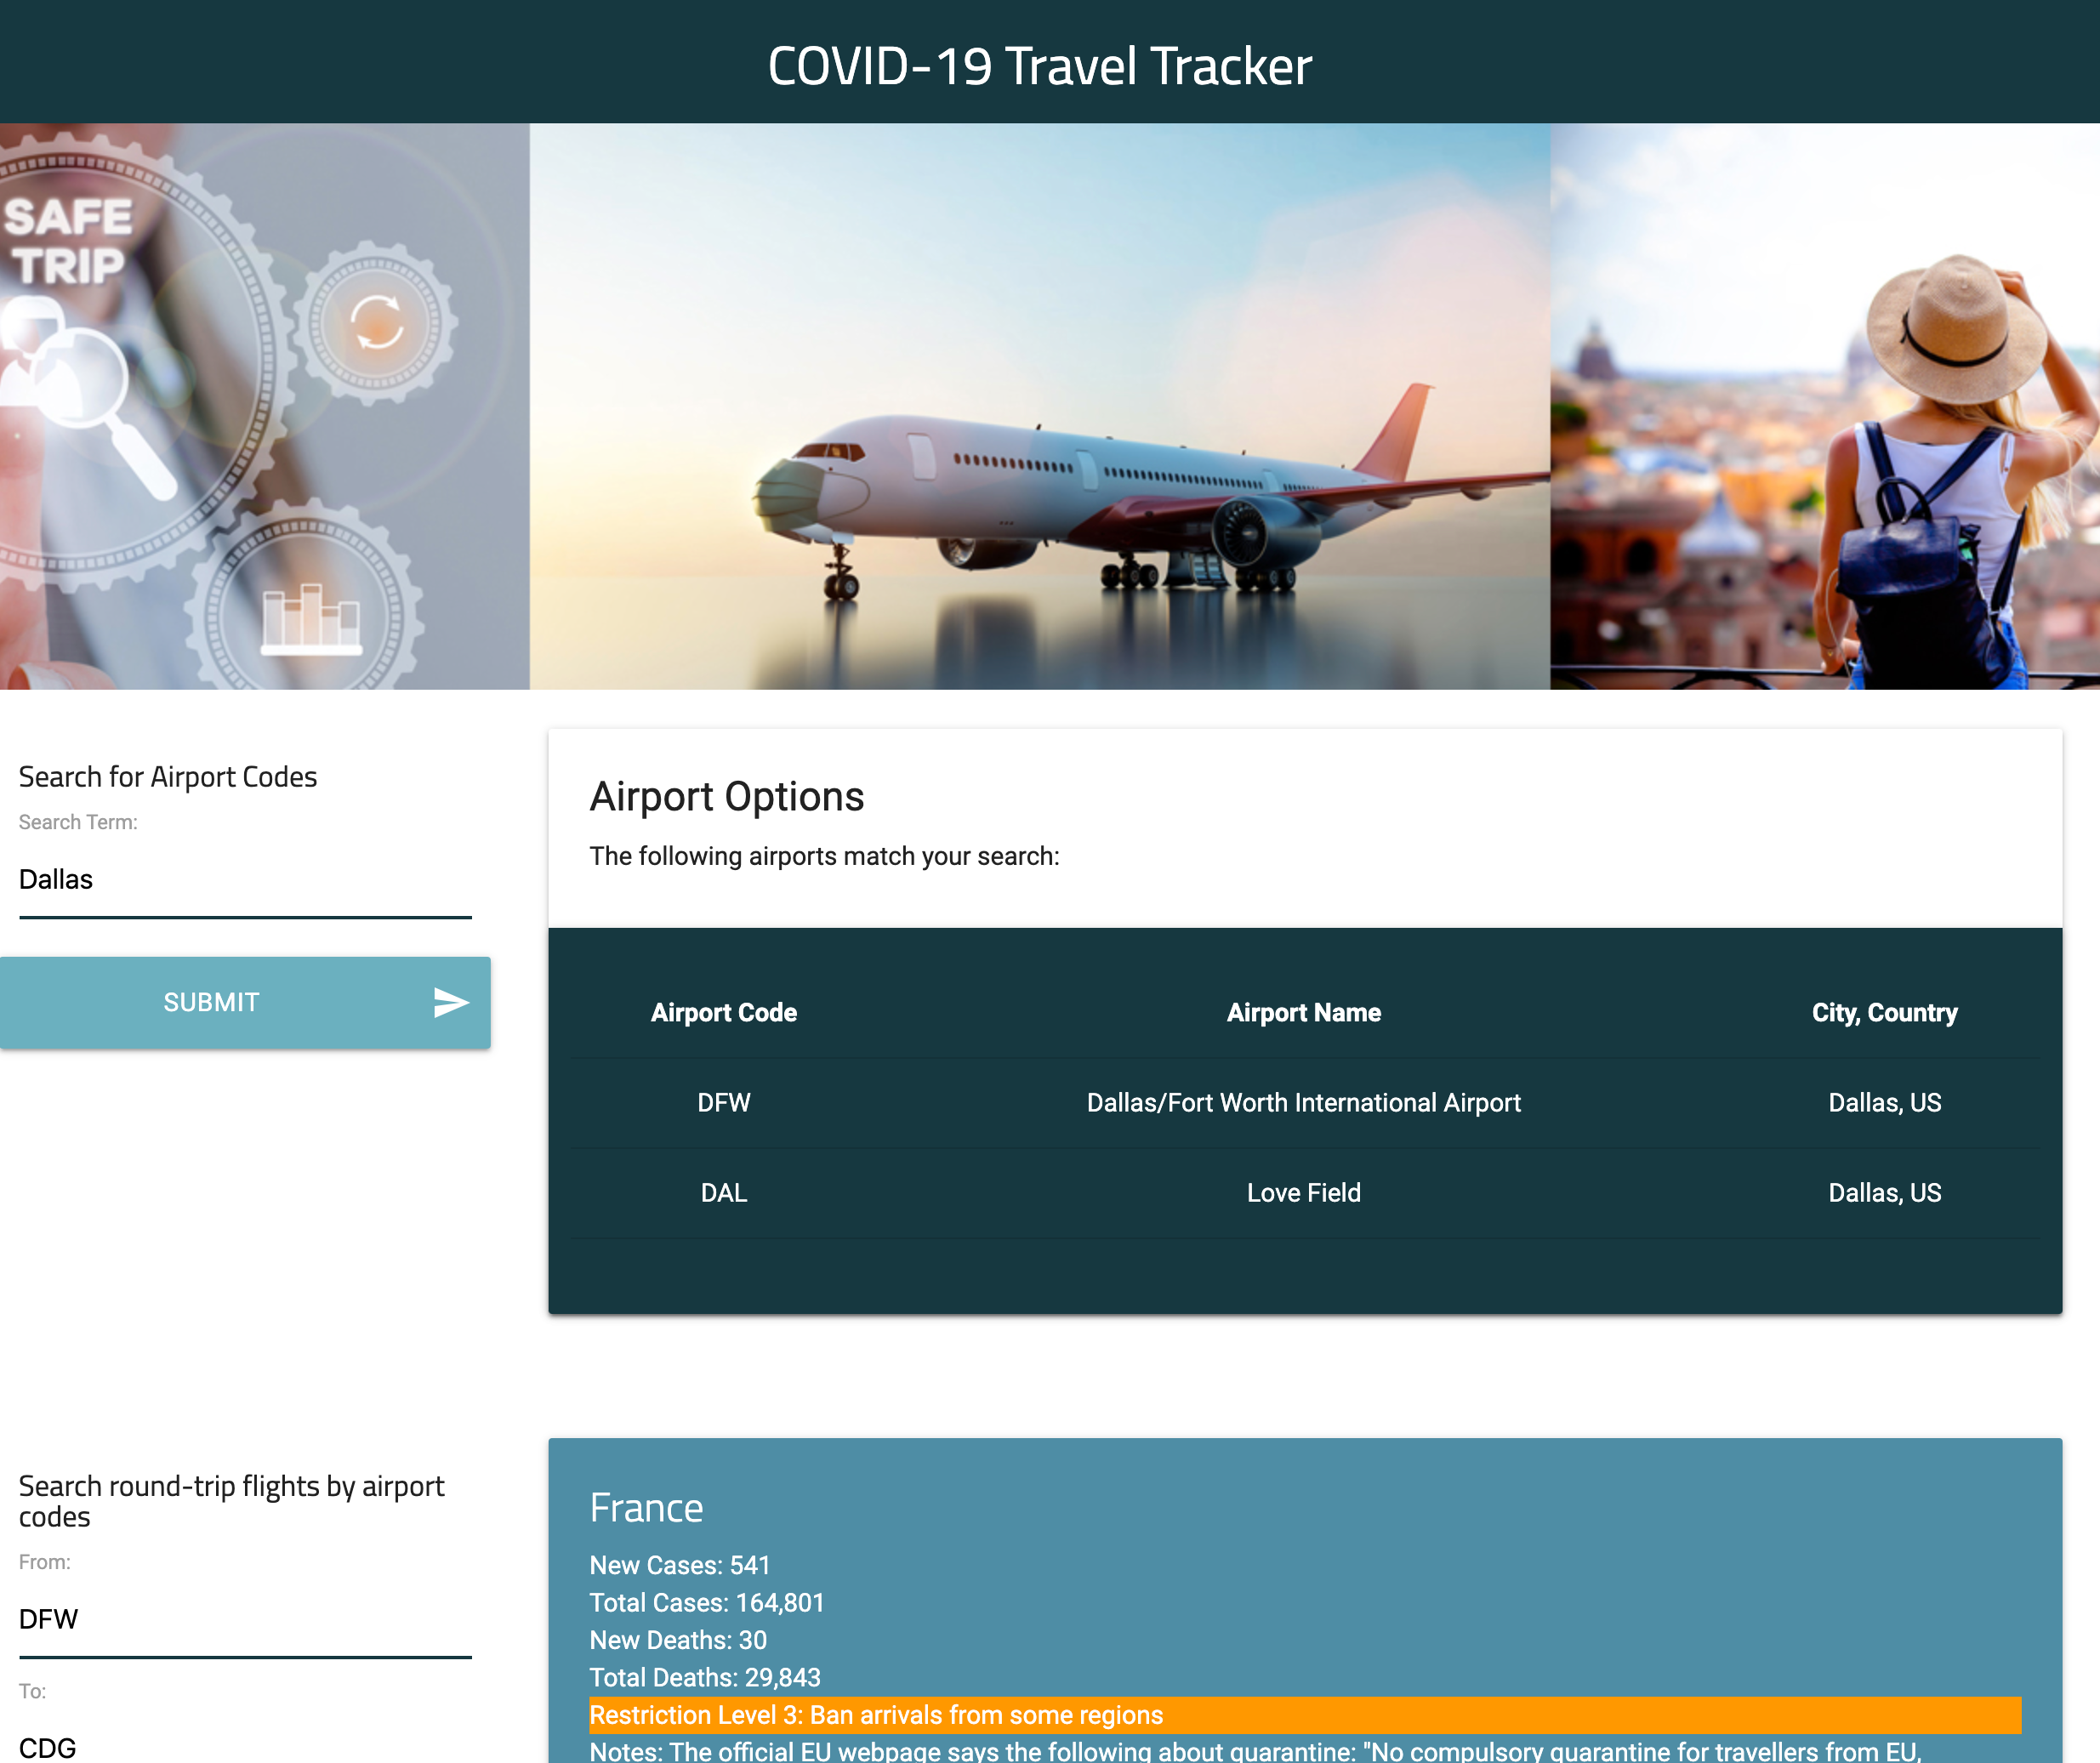 COVID-19 Travel Tracker
SAFE
TRIP
Search for Airport Codes
Search Term:
Dallas
SUBMIT
Airport Options
The following airports match your search:
Airport Code Airport Name City, Country
DFW Dallas/Fort Worth International Airport Dallas, US
DAL Love Field Dallas, US
Search round-trip flights by airport
codes
From:
DFW
To:
CDG
France
New Cases: 541
Total Cases: 164,801
New Deaths: 30
Total Deaths: 29,843
Restriction Level 3: Ban arrivals from some regions
Notes: The official EU webpage says the following about quarantine: "No compulsory quarantine for travellers from EU,